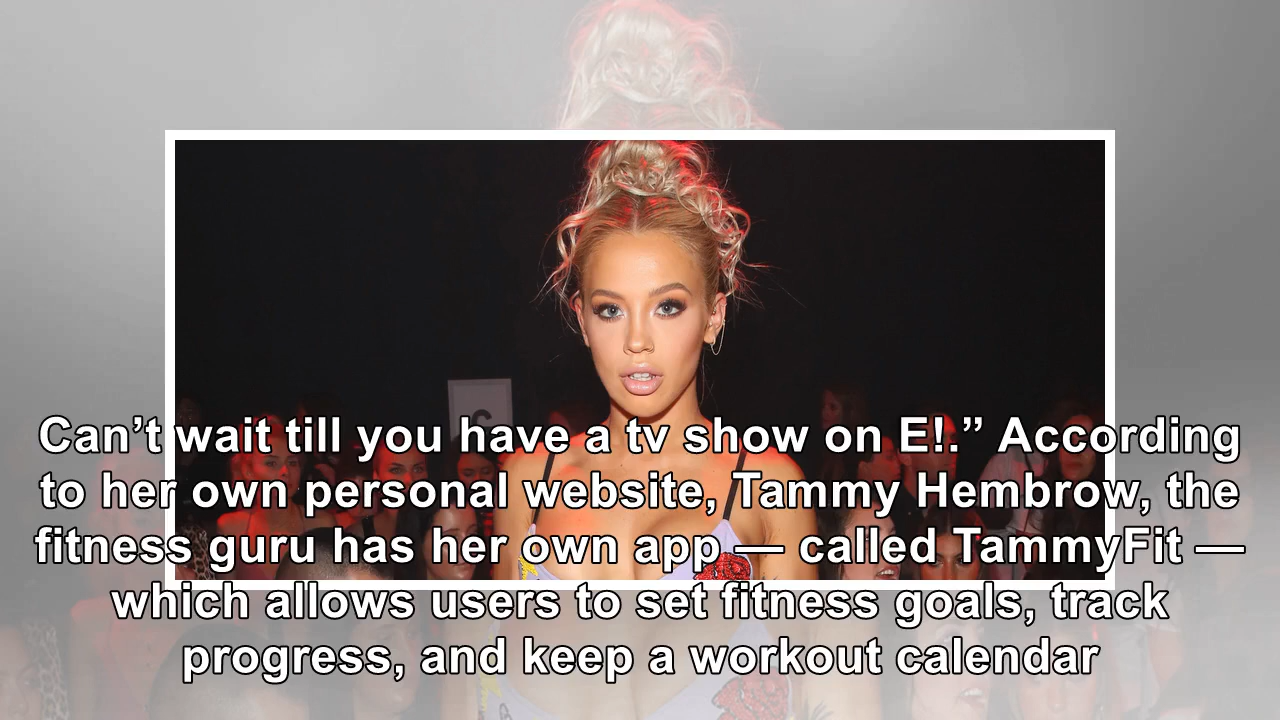 Can’t wait till you have a tv show on E!.” According
to her own personal website, Tammy Hembrow, the
fitness guru has her own app — called TammyFit —
which allows users to set fitness goals, track
progress, and keep a workout calendar